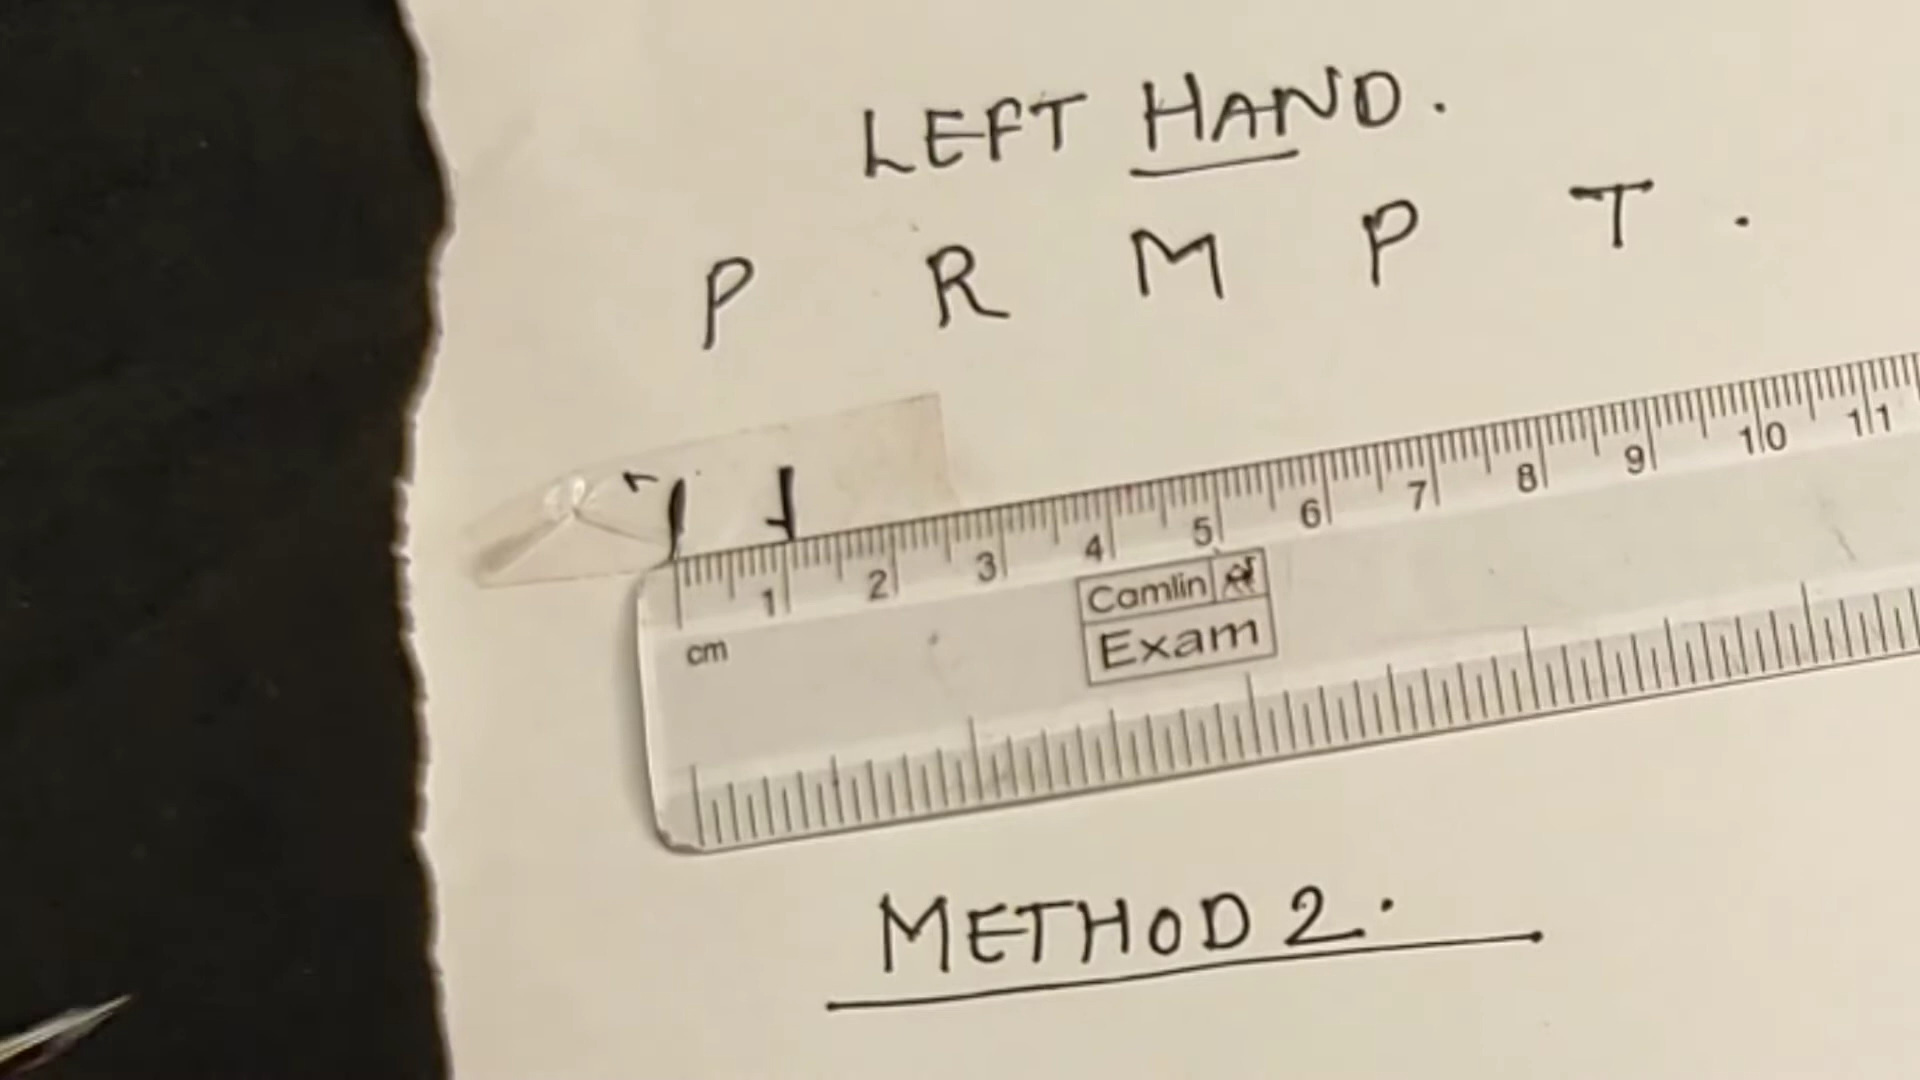 LEFT HAND.
P R M P T.
1 2 3 4 5 6 7 8 9 10 11
cm
Camlin
Exam
METHOD 2.